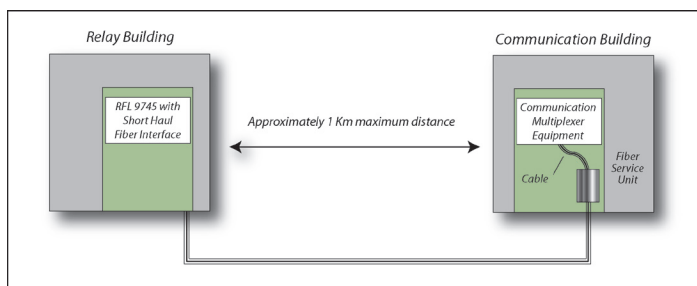 Relay Building
Communication Building
RFL 9745 with
Short Haul
Fiber Interface
Approximately 1 Km maximum distance
Communication
Multiplexer
Equipment
Cable
Fiber
Service
Unit